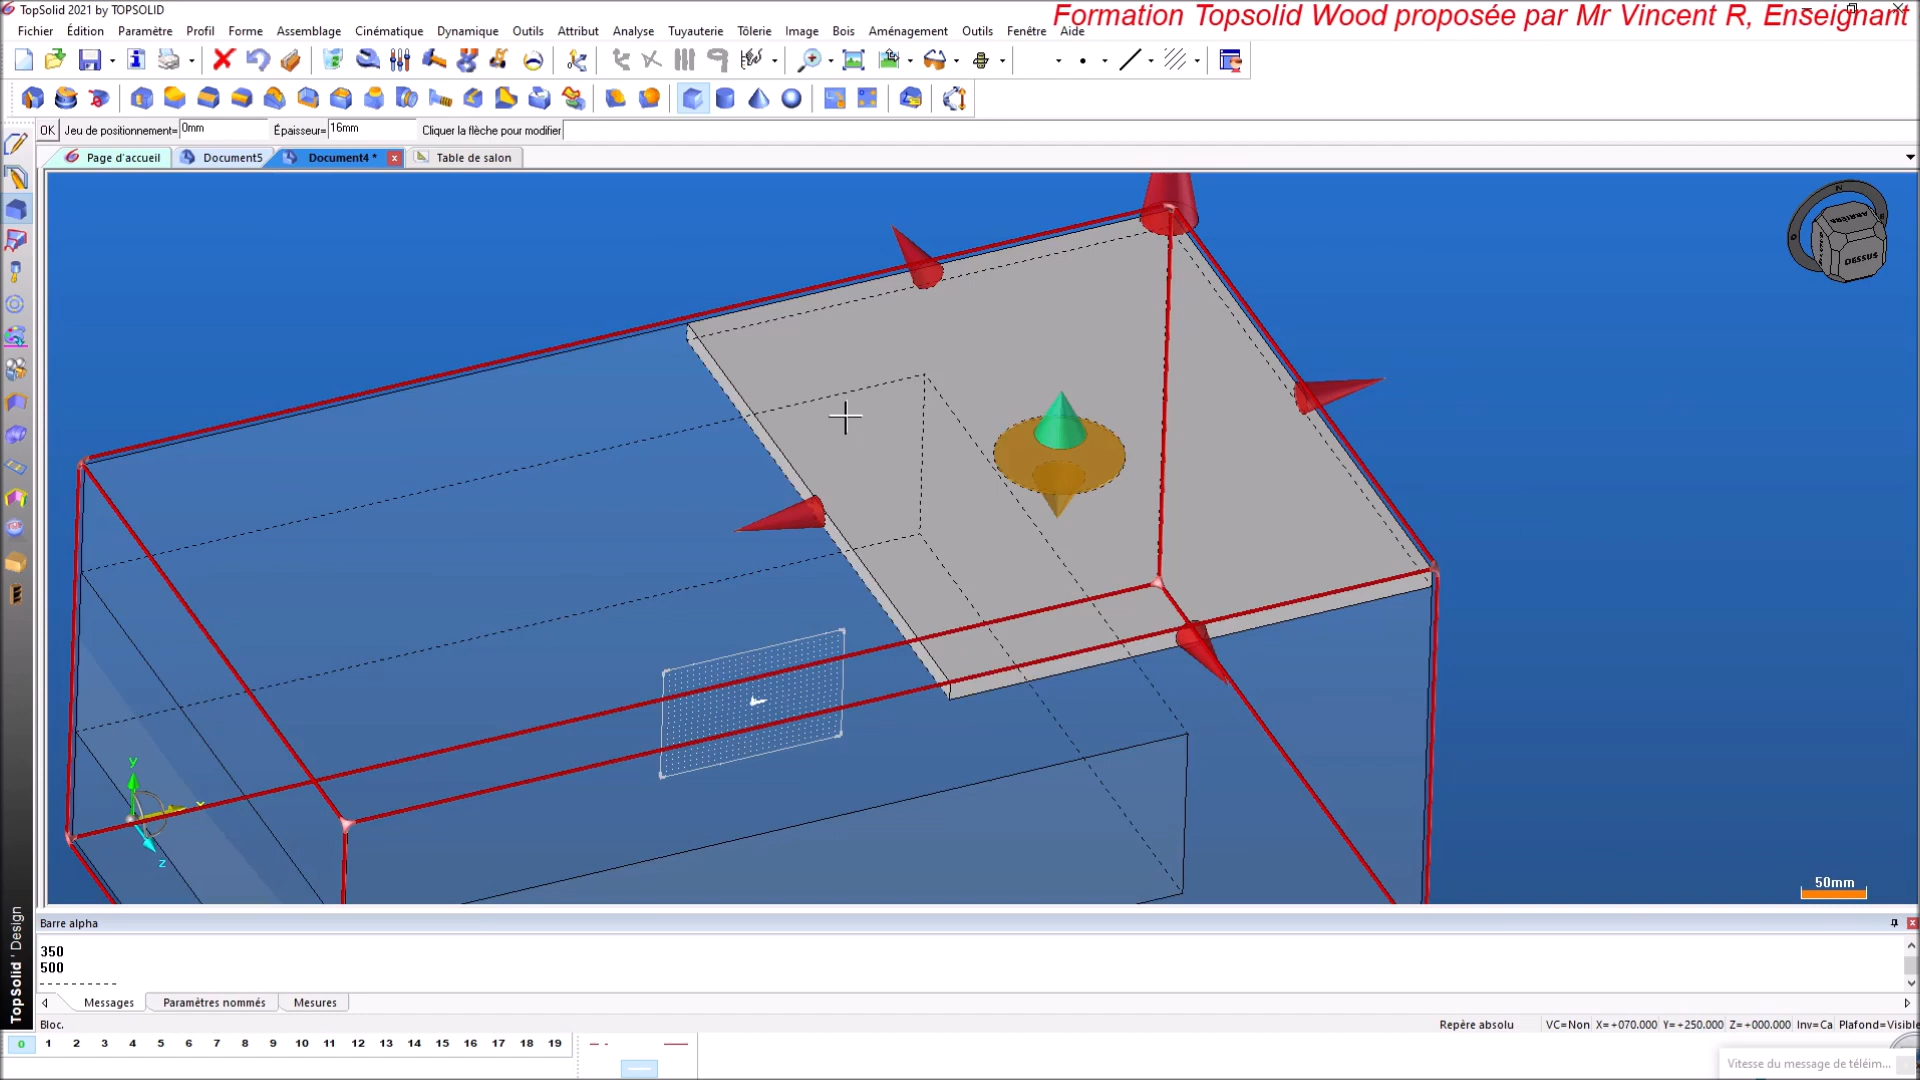 TopSolid 2021 by TOPSOLID
Formation Topsolid Wood proposée par Mr Vincent R, Enseignant
Fichier Édition Paramètre Profil Forme Assemblage Cinématique Dynamique Outils Attribut Analyse Tuyauterie Tôlerie Image Bois Aménagement Outils Fenêtre Aide
OK Jeu de positionnement= 0mm Épaisseur= 16mm Cliquer la flèche pour modifier
Page d'accueil Document5 Document4 * Table de salon
DESSUS
y
x
z
50mm
TopSolid ' Design
Barre alpha
350
500
Messages Paramètres nommés Mesures
Bloc.
Repère absolu VC=Non X=+070.000 Y=+250.000 Z=+000.000 Inv=Ca Plafond=Visible
0 1 2 3 4 5 6 7 8 9 10 11 12 13 14 15 16 17 18 19
Vitesse du message de téléim...